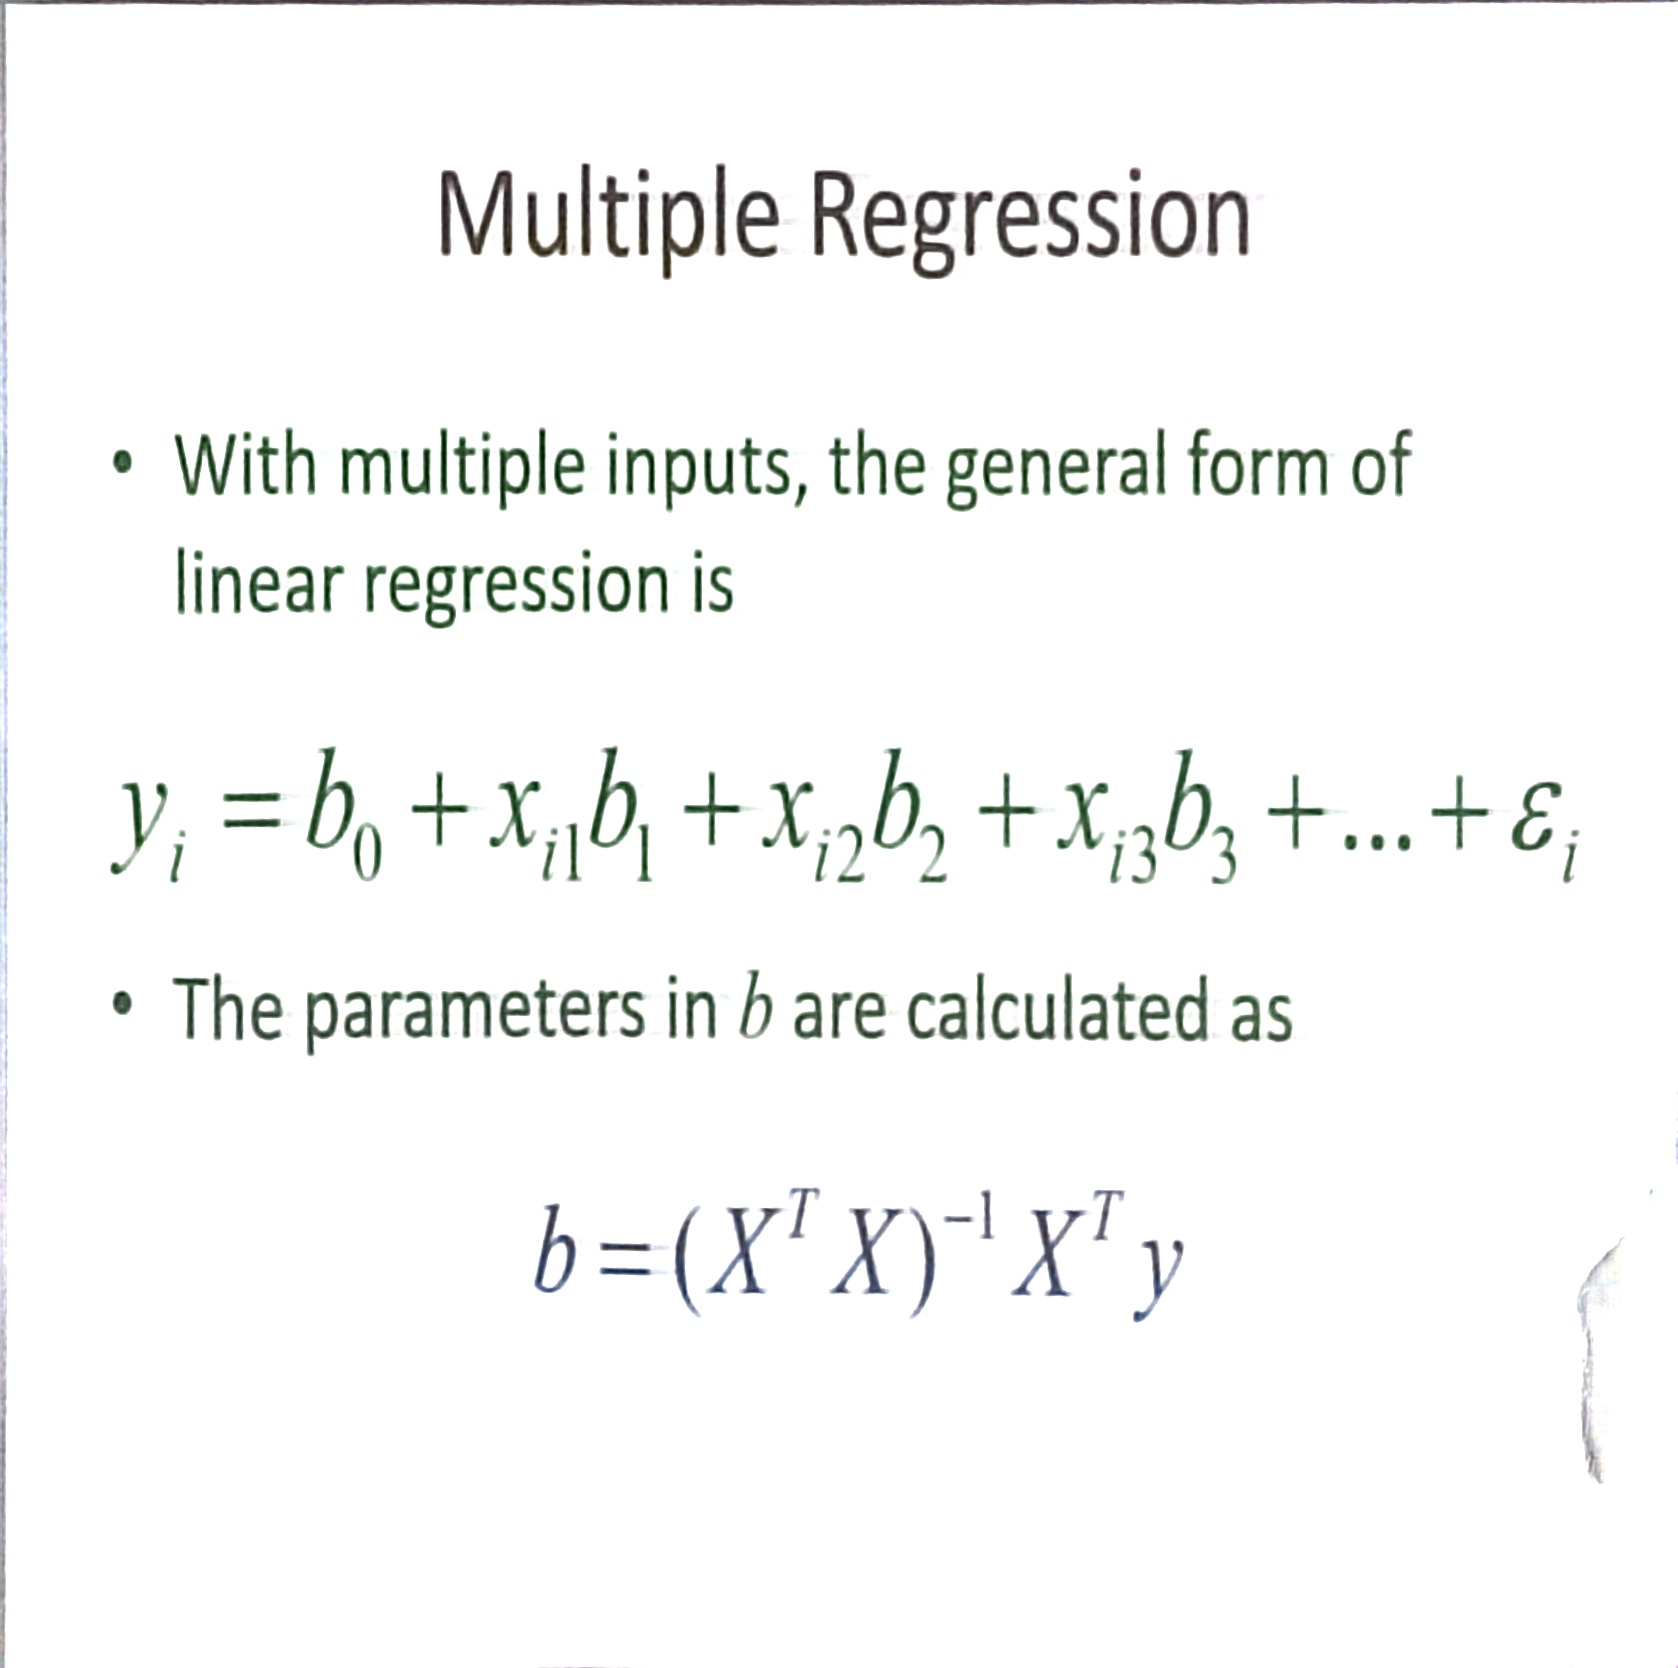 Multiple Regression
• With multiple inputs, the general form of
linear regression is
y_i = b_0 + x_{i1}b_1 + x_{i2}b_2 + x_{i3}b_3 + ... + ε_i
• The parameters in b are calculated as
b = (X^T X)^{-1} X^T y